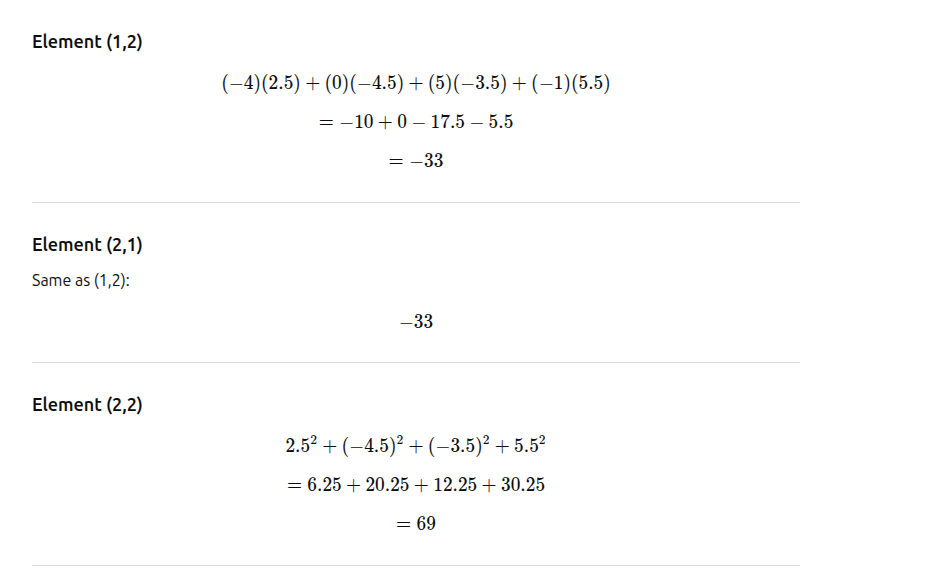 Element (1,2)
(−4)(2.5) + (0)(−4.5) + (5)(−3.5) + (−1)(5.5)
= −10 + 0 − 17.5 − 5.5
= −33
Element (2,1)
Same as (1,2):
−33
Element (2,2)
2.5² + (−4.5)² + (−3.5)² + 5.5²
= 6.25 + 20.25 + 12.25 + 30.25
= 69